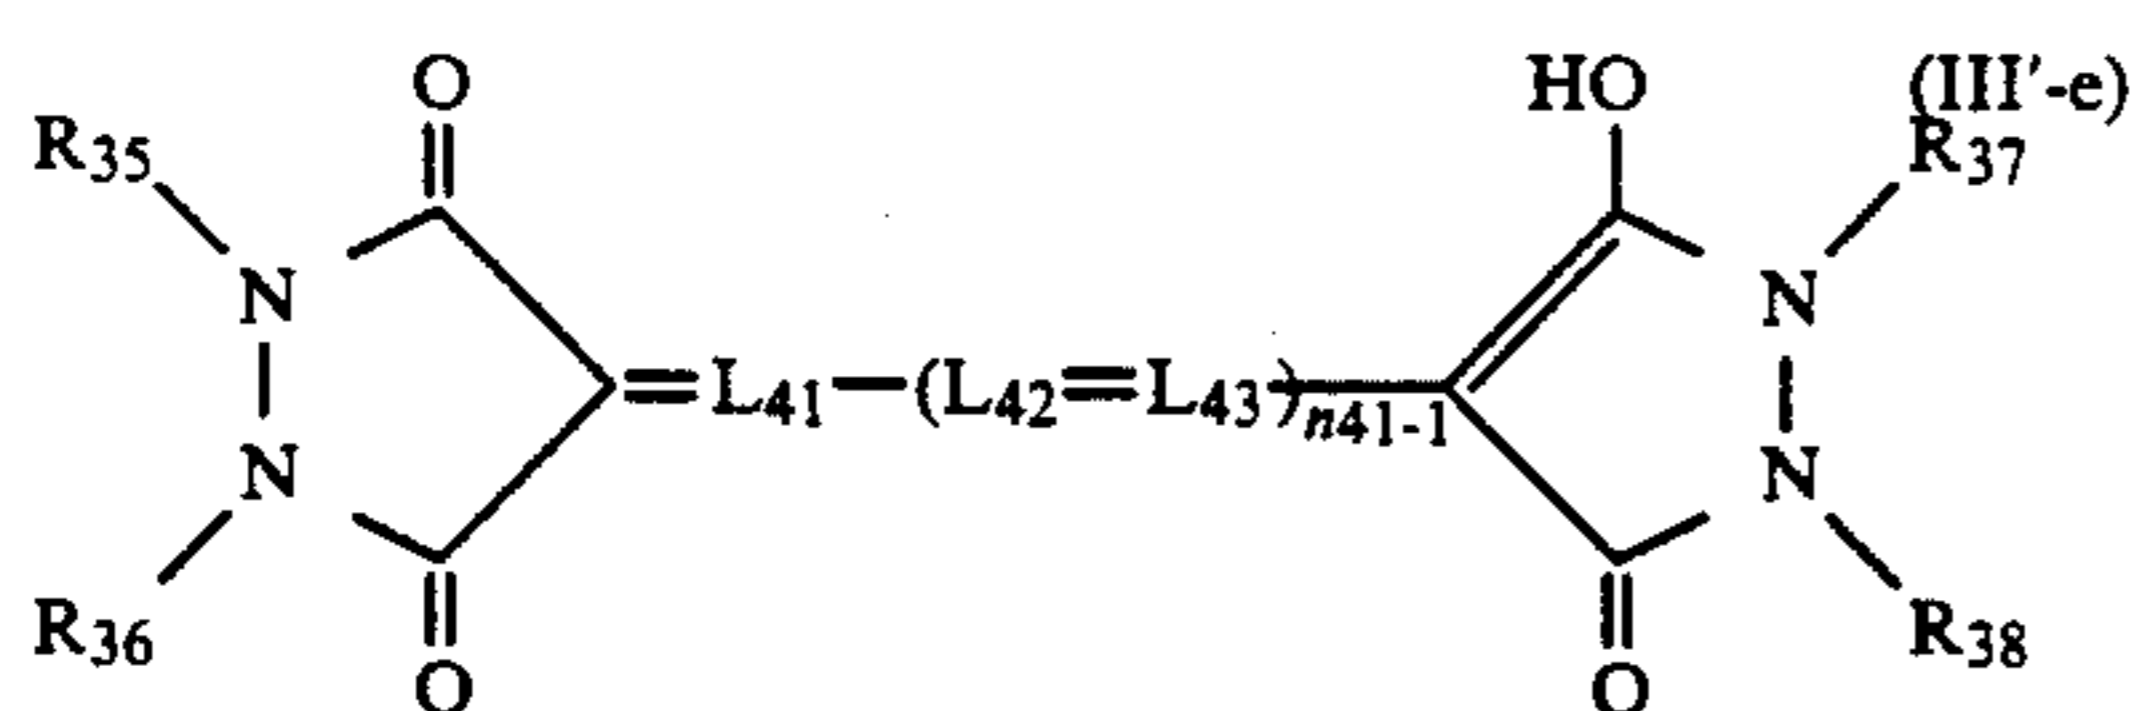 O HO (III'-e)
R35 R37
N N
=L41—(L42=L43)n41-1
N N
R36 R38
O O